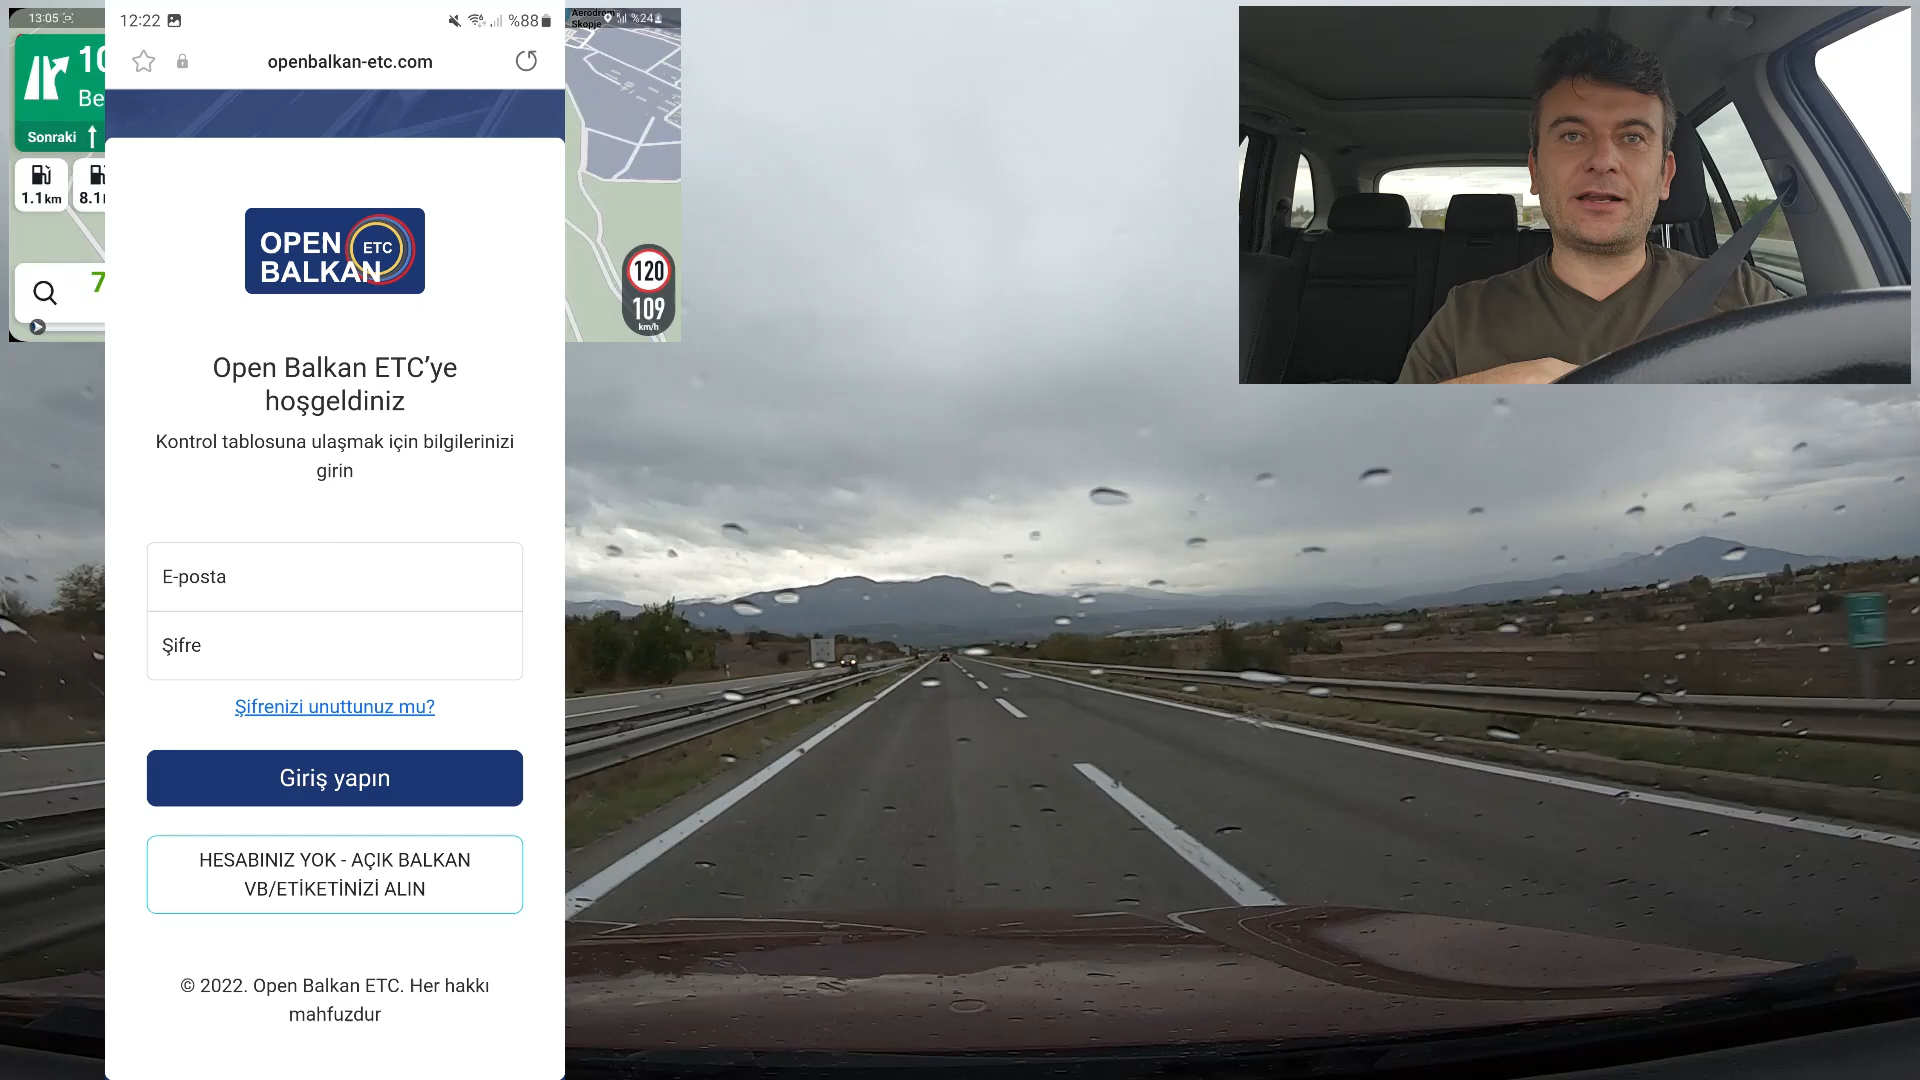 13:05
Aerodrom
Skopje
%24
10
Be
Sonraki
1.1km
8.1
7
120
109
km/h
12:22
%88
openbalkan-etc.com
OPEN
BALKAN
ETC
Open Balkan ETC’ye
hoşgeldiniz
Kontrol tablosuna ulaşmak için bilgilerinizi
girin
E-posta
Şifre
Şifrenizi unuttunuz mu?
Giriş yapın
HESABINIZ YOK - AÇIK BALKAN
VB/ETİKETİNİZİ ALIN
© 2022. Open Balkan ETC. Her hakkı
mahfuzdur